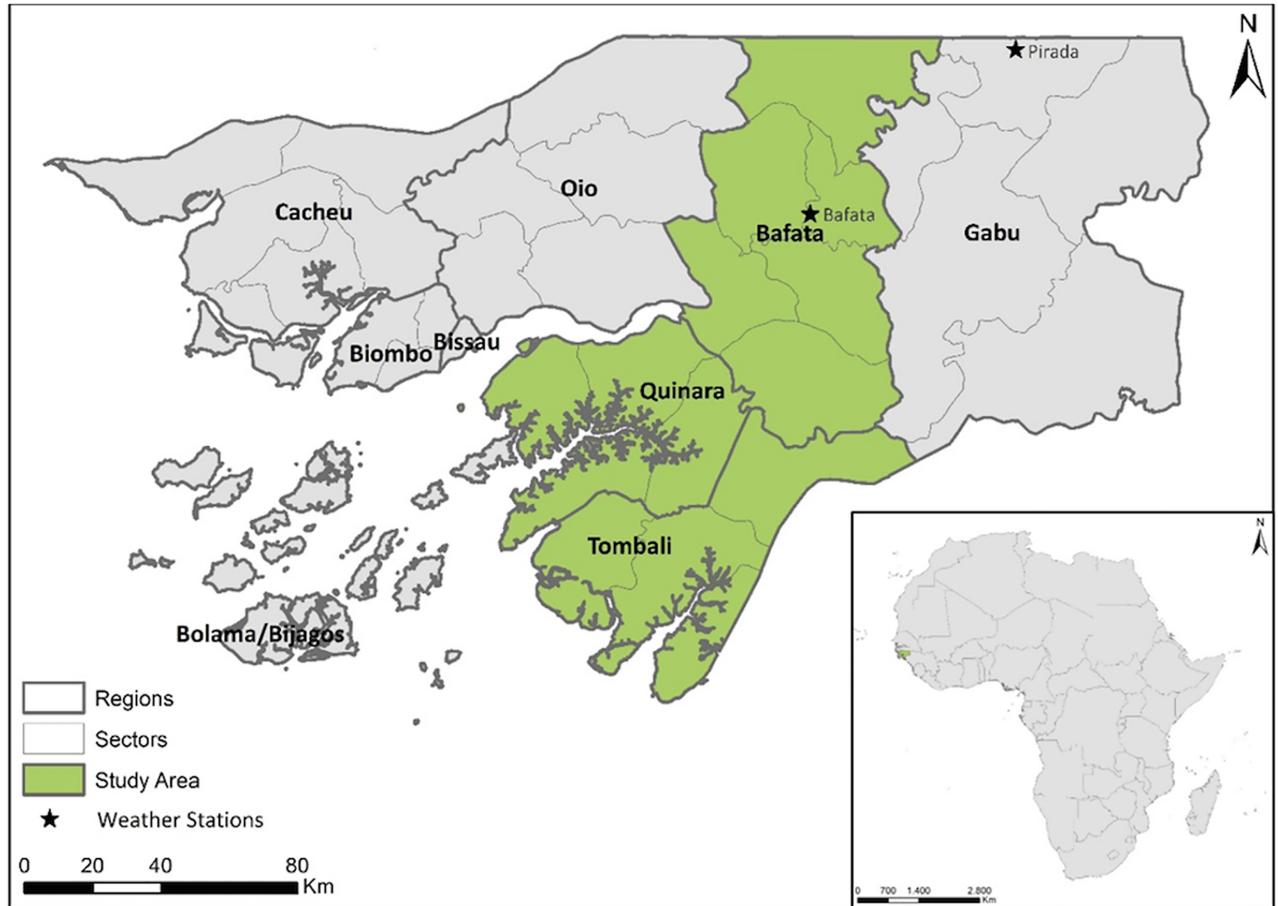 N
Pirada
Oio
Cacheu
Bafata
Bafata
Gabu
Bissau
Biombo
Quinara
Tombali
Bolama/Bijagos
Regions
Sectors
Study Area
Weather Stations
0 20 40 80
Km
N
0 700 1.400 2.800
Km